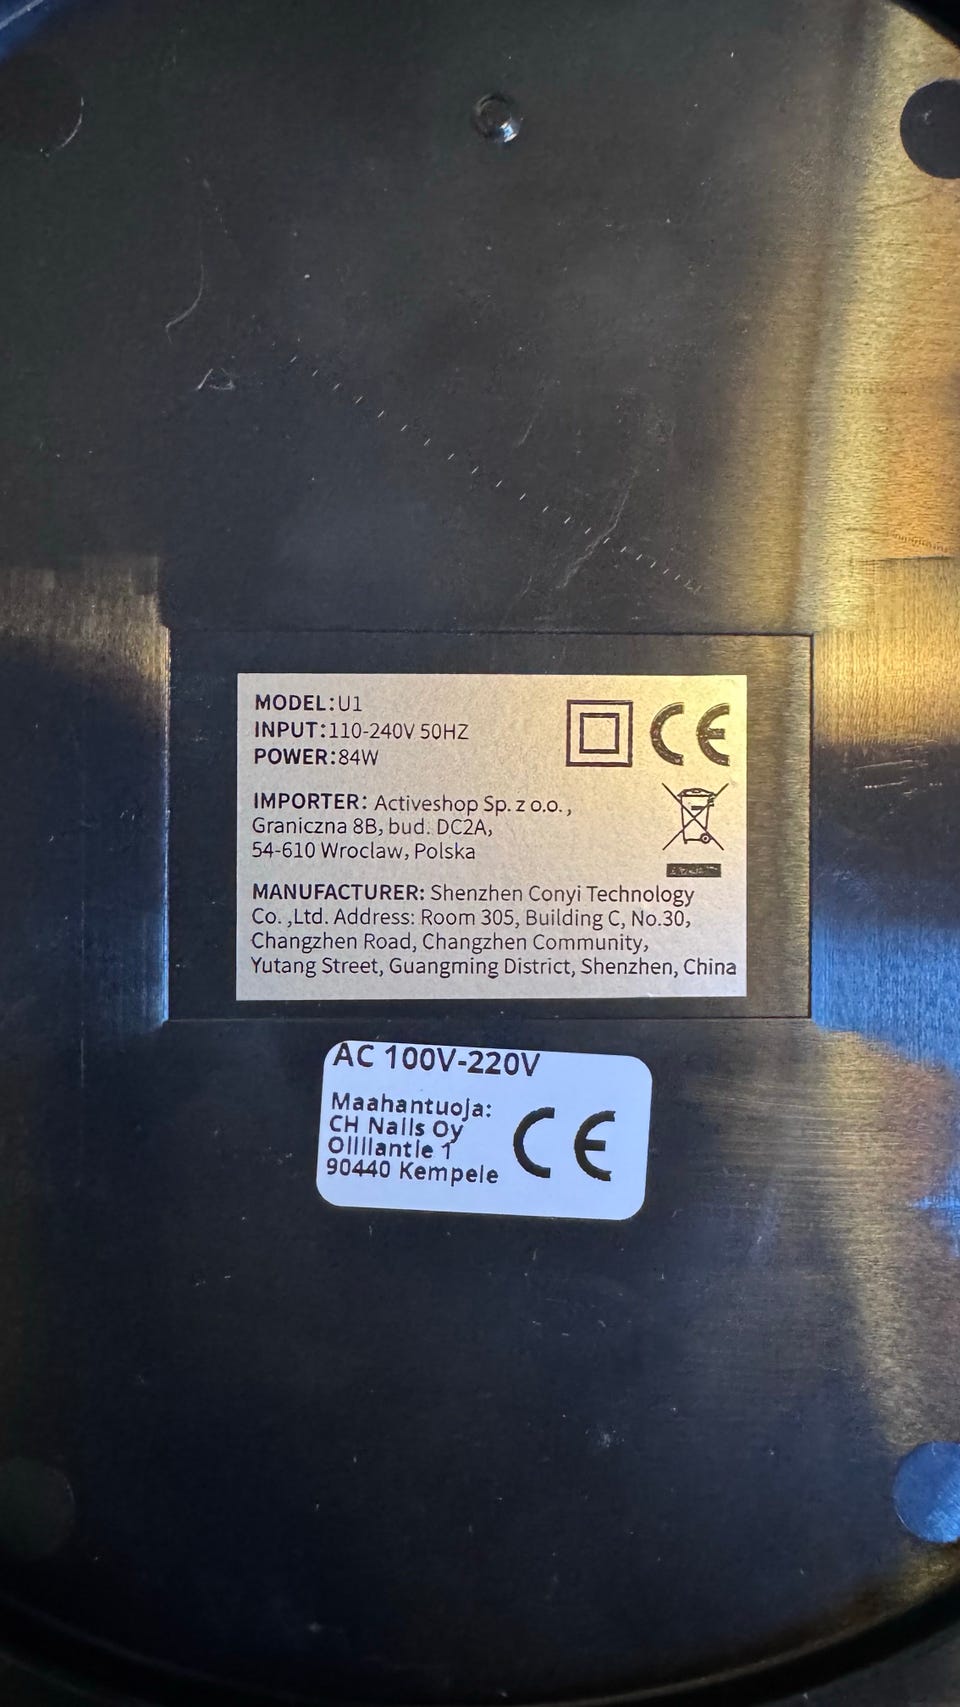 MODEL:U1
INPUT:110-240V 50HZ
POWER:84W
CE
IMPORTER: Activeshop Sp. z o.o.,
Graniczna 8B, bud. DC2A,
54-610 Wroclaw, Polska
MANUFACTURER: Shenzhen Conyi Technology
Co. ,Ltd. Address: Room 305, Building C, No.30,
Changzhen Road, Changzhen Community,
Yutang Street, Guangming District, Shenzhen, China
AC 100V-220V
Maahantuoja:
CH Nails Oy
Ollilantie 1
90440 Kempele
CE